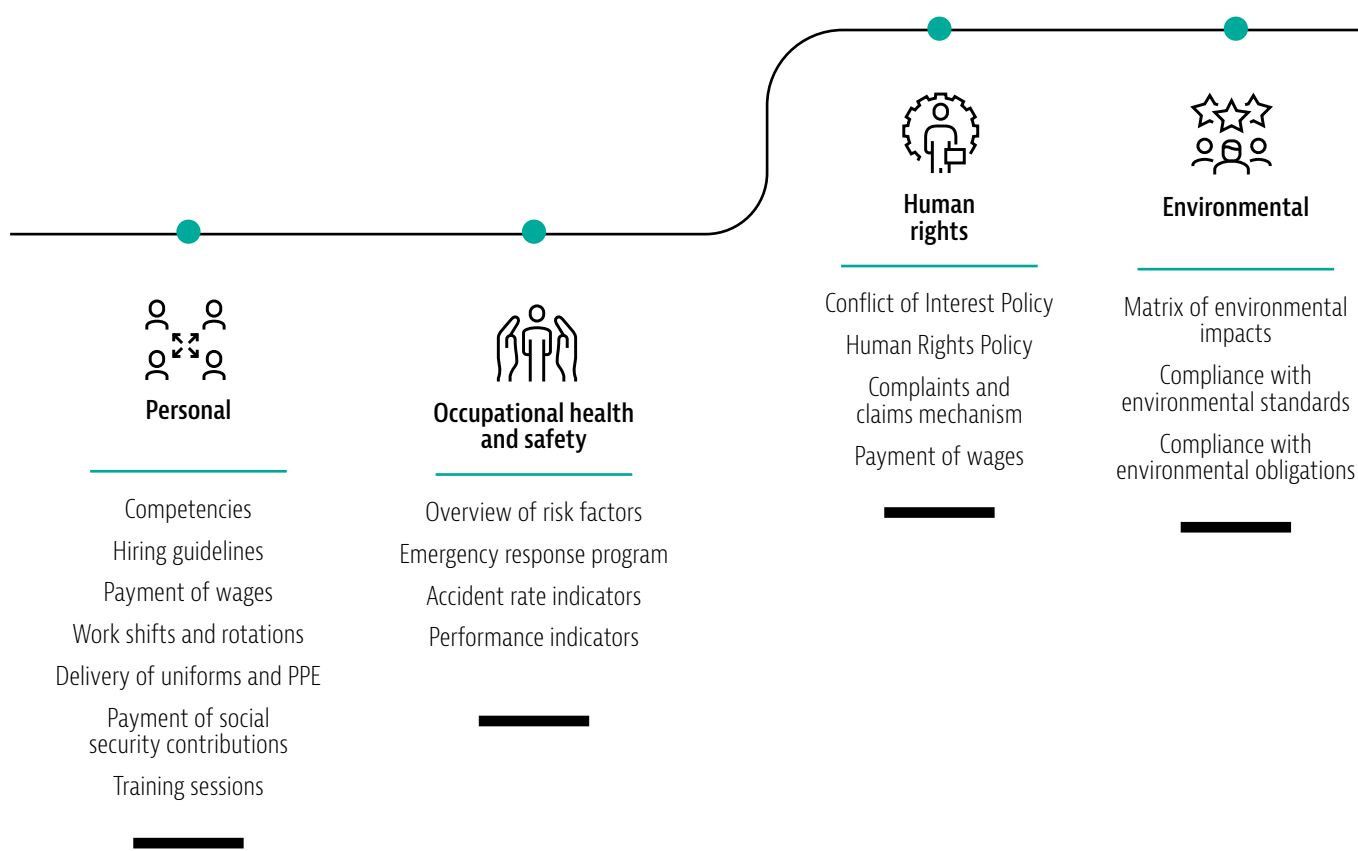 Personal
Competencies
Hiring guidelines
Payment of wages
Work shifts and rotations
Delivery of uniforms and PPE
Payment of social
security contributions
Training sessions
Occupational health
and safety
Overview of risk factors
Emergency response program
Accident rate indicators
Performance indicators
Human
rights
Conflict of Interest Policy
Human Rights Policy
Complaints and
claims mechanism
Payment of wages
Environmental
Matrix of environmental
impacts
Compliance with
environmental standards
Compliance with
environmental obligations